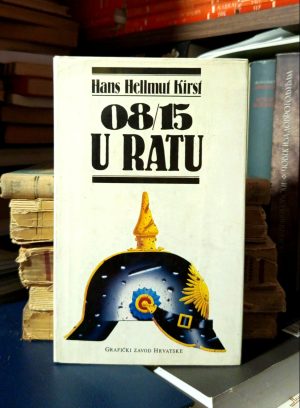 Hans Hellmut Kirst
08/15
U RATU
GRAFIČKI ZAVOD HRVATSKE